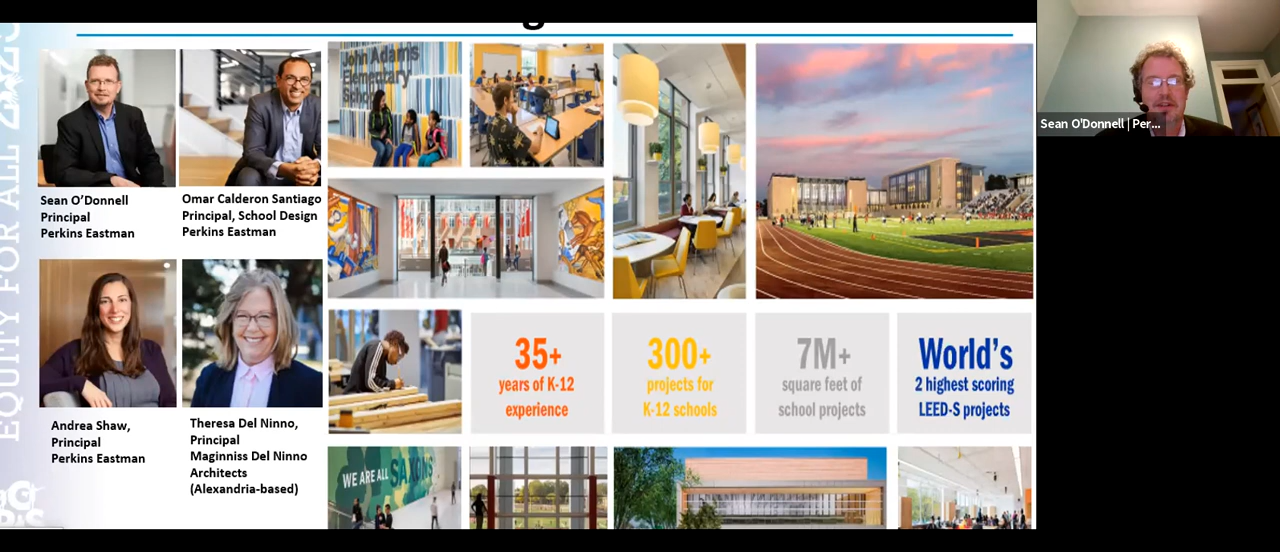 EQUITY FOR ALL 2025
Sean O'Donnell
Principal
Perkins Eastman
Omar Calderon Santiago
Principal, School Design
Perkins Eastman
Andrea Shaw,
Principal
Perkins Eastman
Theresa Del Ninno,
Principal
Maginniss Del Ninno
Architects
(Alexandria-based)
John Adams
Elementary
School
35+
years of K-12
experience
300+
projects for
K-12 schools
7M+
square feet of
school projects
World's
2 highest scoring
LEED-S projects
WE ARE ALL SAXONS
Sean O'Donnell | Per...